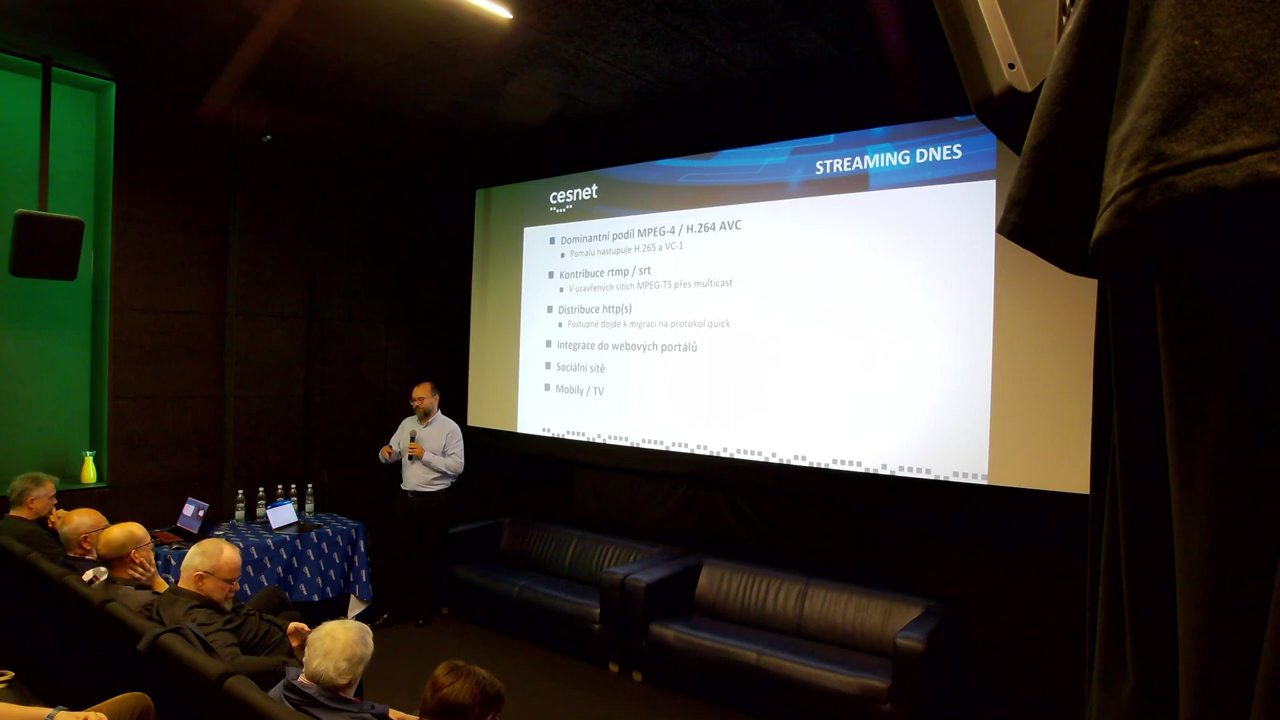 STREAMING DNES
cesnet
Dominantní podíl MPEG-4 / H.264 AVC
Pomalu nastupuje H.265 a VC-1
Kontribuce rtmp / srt
V uzavřených sítích MPEG-TS přes multicast
Distribuce http(s)
Postupně dojde k migraci na protokol quick
Integrace do webových portálů
Sociální sítě
Mobily / TV